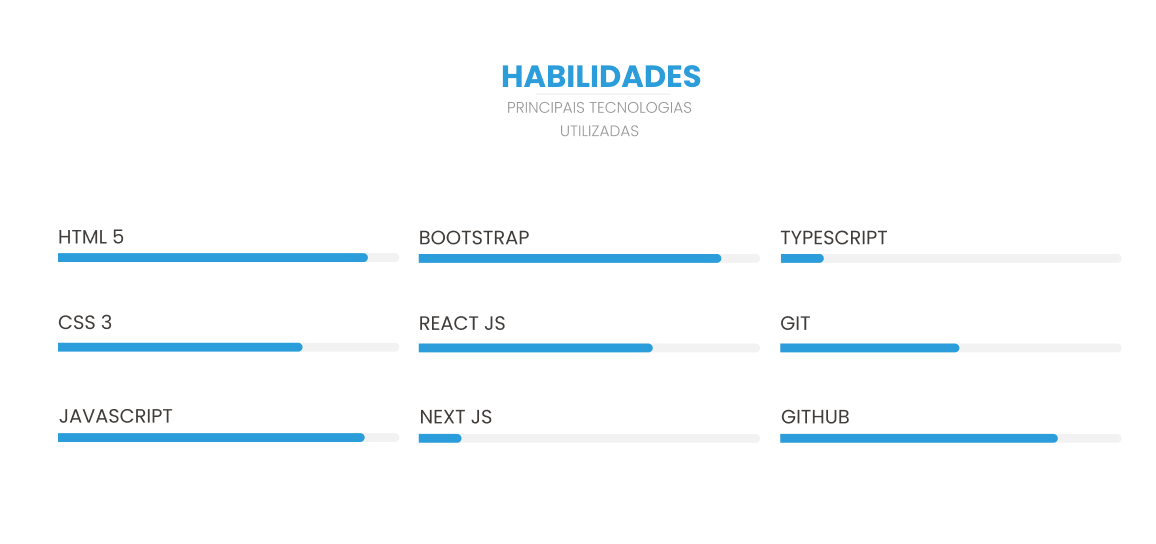 HABILIDADES
PRINCIPAIS TECNOLOGIAS
UTILIZADAS
HTML 5
BOOTSTRAP
TYPESCRIPT
CSS 3
REACT JS
GIT
JAVASCRIPT
NEXT JS
GITHUB